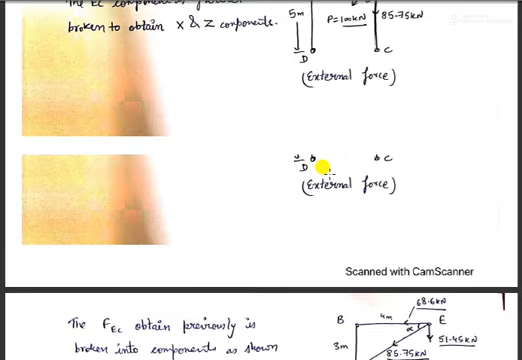 broken to obtain x & z components.
5m
P=100kN
85.75kN
D
C
(External force)
D
C
(External force)
Scanned with CamScanner
68.6kN
The F_EC obtain previously is
B
4m
E
α
51.45kN
broken into components as shown
3m
85.75kN